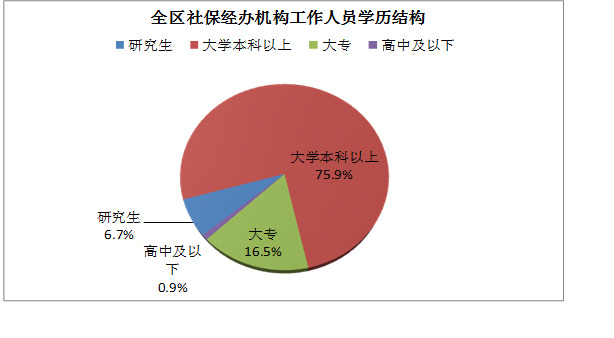 全区社保经办机构工作人员学历结构
研究生 大学本科以上 大专 高中及以下
大学本科以上
75.9%
研究生
6.7%
大专
16.5%
高中及以
下
0.9%